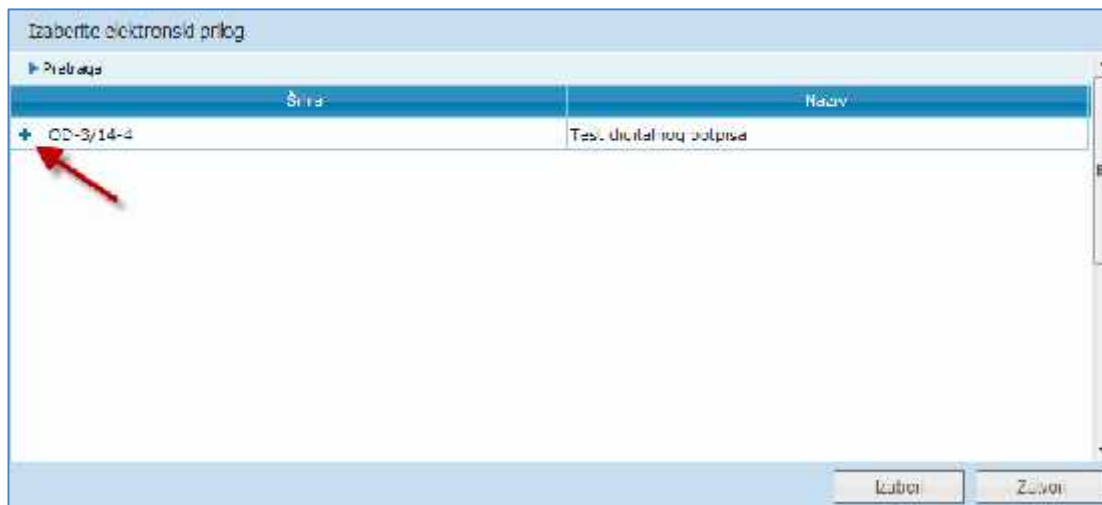 Izaberite elektronski prilog
Pretraga
Šifra Naziv
OD-3/14-4 Test digitalnog potpisa
Izaberi Zatvori